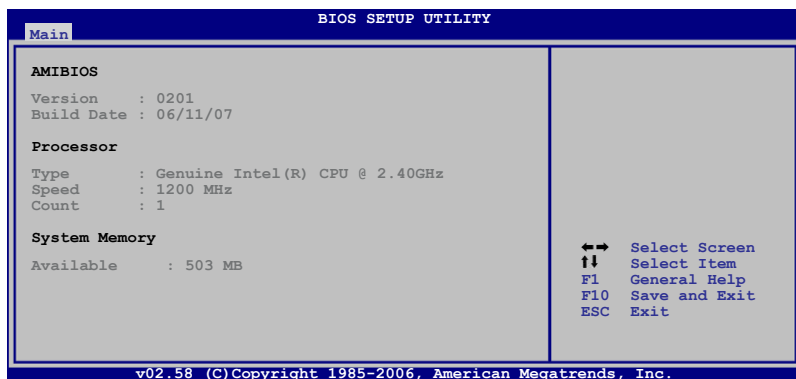 BIOS SETUP UTILITY
Main
AMIBIOS
Version : 0201
Build Date : 06/11/07
Processor
Type : Genuine Intel(R) CPU @ 2.40GHz
Speed : 1200 MHz
Count : 1
System Memory
Available : 503 MB
←→ Select Screen
↑↓ Select Item
F1 General Help
F10 Save and Exit
ESC Exit
v02.58 (C)Copyright 1985-2006, American Megatrends, Inc.